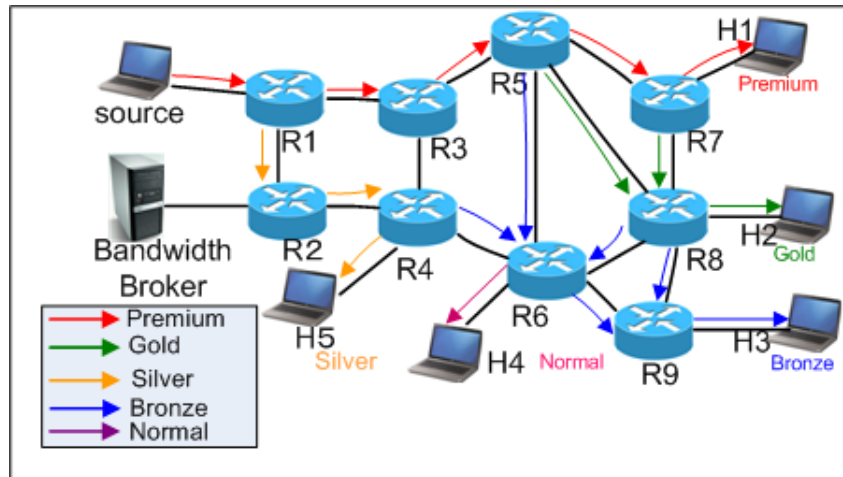 H1
R5
Premium
source
R1
R3
R7
R2
R4
R8
H2
Gold
Bandwidth
Broker
H5
Silver
R6
H4
Normal
R9
H3
Bronze
Premium
Gold
Silver
Bronze
Normal